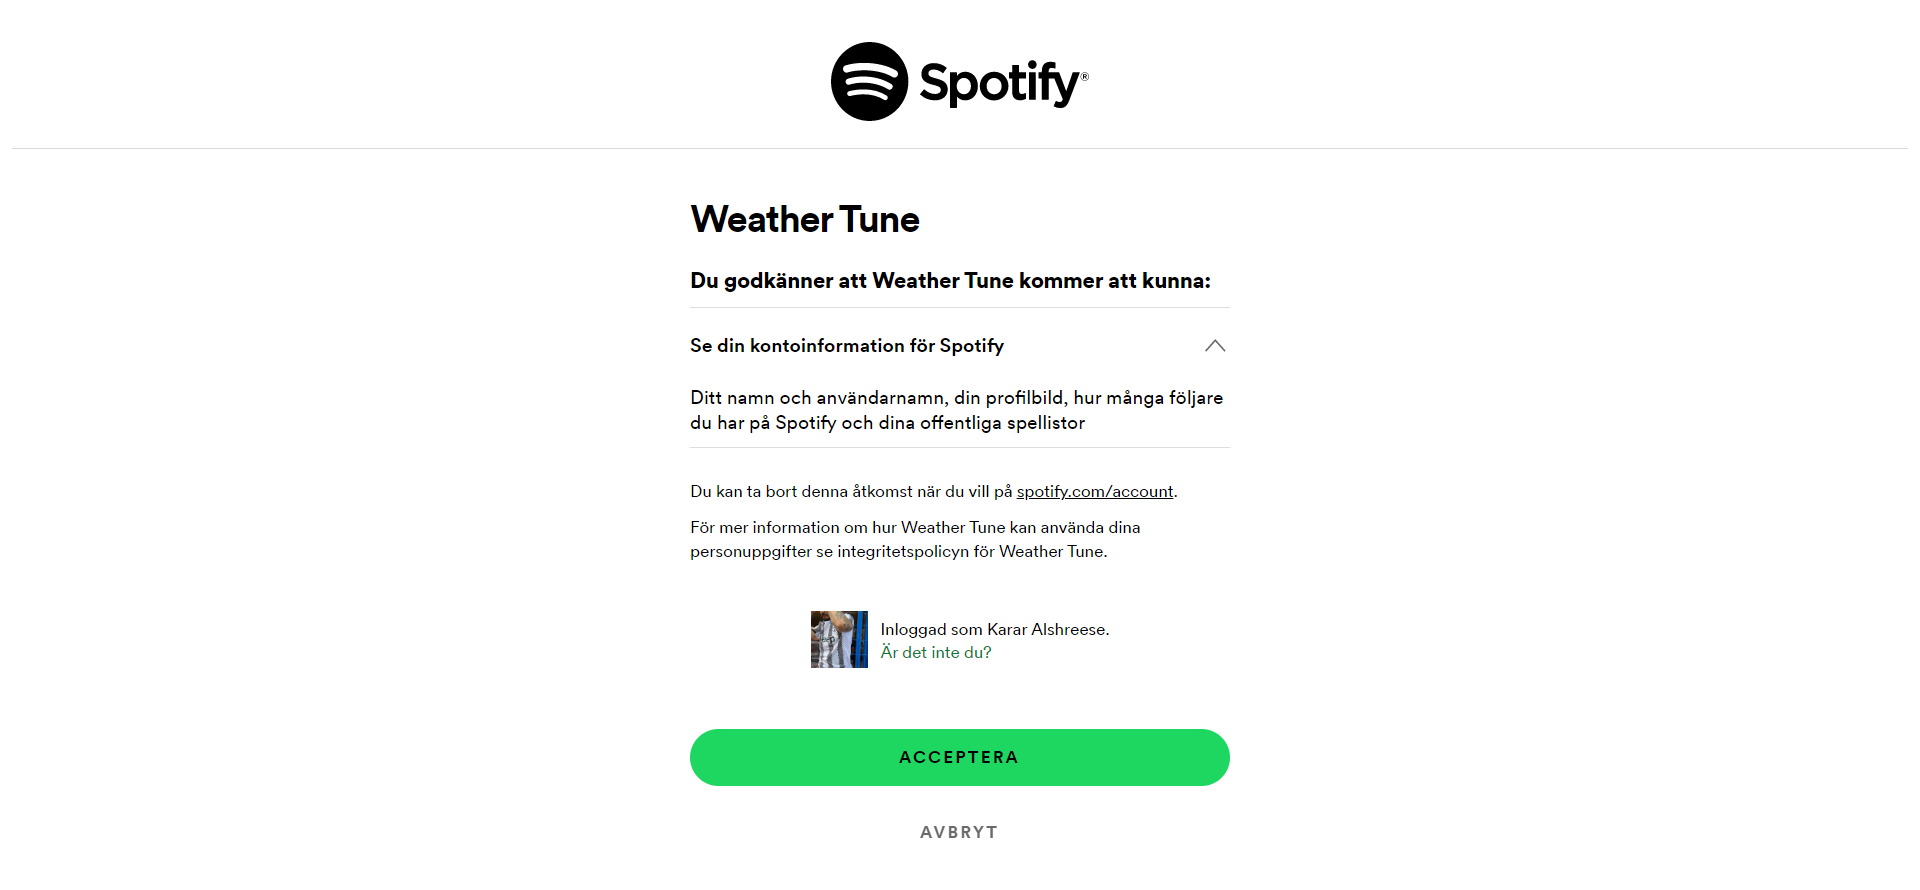 Spotify®
Weather Tune
Du godkänner att Weather Tune kommer att kunna:
Se din kontoinformation för Spotify
Ditt namn och användarnamn, din profilbild, hur många följare
du har på Spotify och dina offentliga spellistor
Du kan ta bort denna åtkomst när du vill på spotify.com/account.
För mer information om hur Weather Tune kan använda dina
personuppgifter se integritetspolicyn för Weather Tune.
Inloggad som Karar Alshreese.
Är det inte du?
ACCEPTERA
AVBRYT